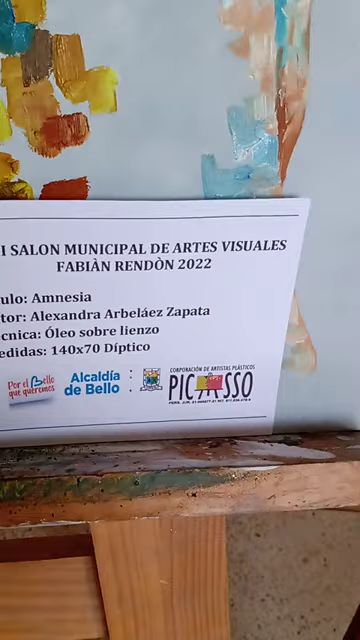 I SALON MUNICIPAL DE ARTES VISUALES
FABIÀN RENDÒN 2022
ulo: Amnesia
tor: Alexandra Arbeláez Zapata
cnica: Óleo sobre lienzo
edidas: 140x70 Díptico
Por el Bello
que queremos
Alcaldía
de Bello
CORPORACIÓN DE ARTISTAS PLÁSTICOS
PICASSO